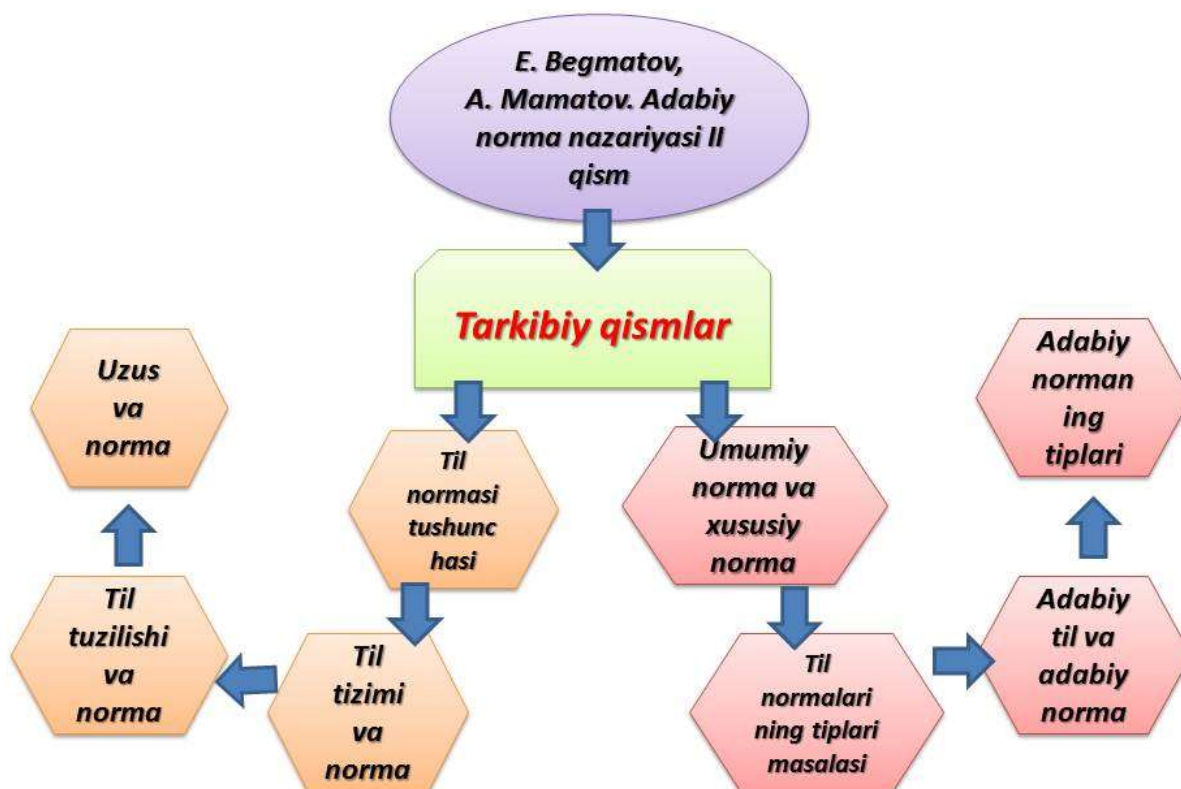 E. Begmatov,
A. Mamatov. Adabiy
norma nazariyasi II
qism
Tarkibiy qismlar
Uzus
va
norma
Til
normasi
tushunc
hasi
Umumiy
norma va
xususiy
norma
Adabiy
norman
ing
tiplari
Til
tuzilishi
va
norma
Til
tizimi
va
norma
Til
normalari
ning tiplari
masalasi
Adabiy
til va
adabiy
norma